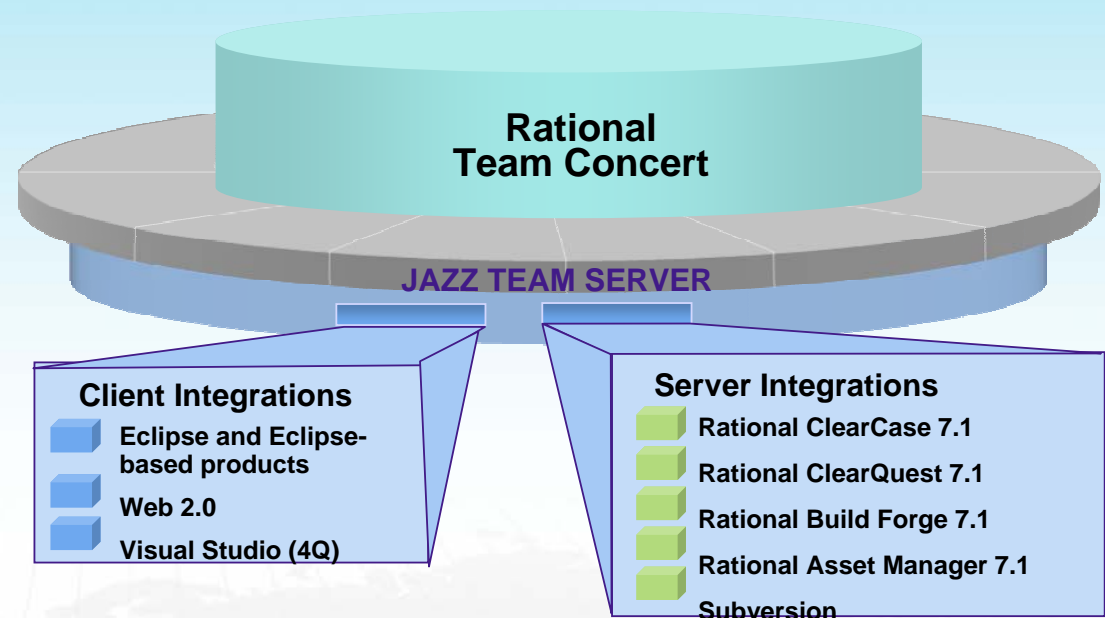 Rational
Team Concert
JAZZ TEAM SERVER
Client Integrations
Eclipse and Eclipse-
based products
Web 2.0
Visual Studio (4Q)
Server Integrations
Rational ClearCase 7.1
Rational ClearQuest 7.1
Rational Build Forge 7.1
Rational Asset Manager 7.1
Subversion